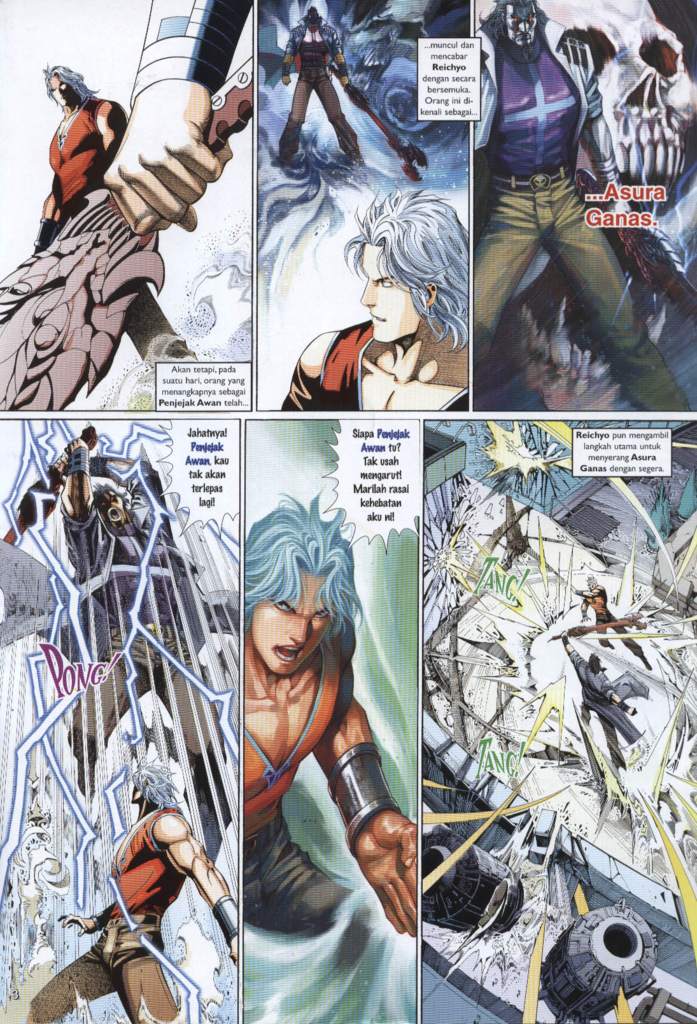 Akan tetapi, pada
suatu hari, orang yang
menangkapnya sebagai
Penjejak Awan telah...
...muncul dan
mencabar
Reichyo
dengan secara
bersemuka.
Orang ini di-
kenali sebagai...
...Asura
Ganas.
Jahatnya!
Penjejak
Awan, kau
tak akan
terlepas
lagi!
PONG!
Siapa Penjejak
Awan tu?
Tak usah
mengarut!
Marilah rasai
kehebatan
aku ni!
Reichyo pun mengambil
langkah utama untuk
menyerang Asura
Ganas dengan segera.
TANG!
TANG!
3